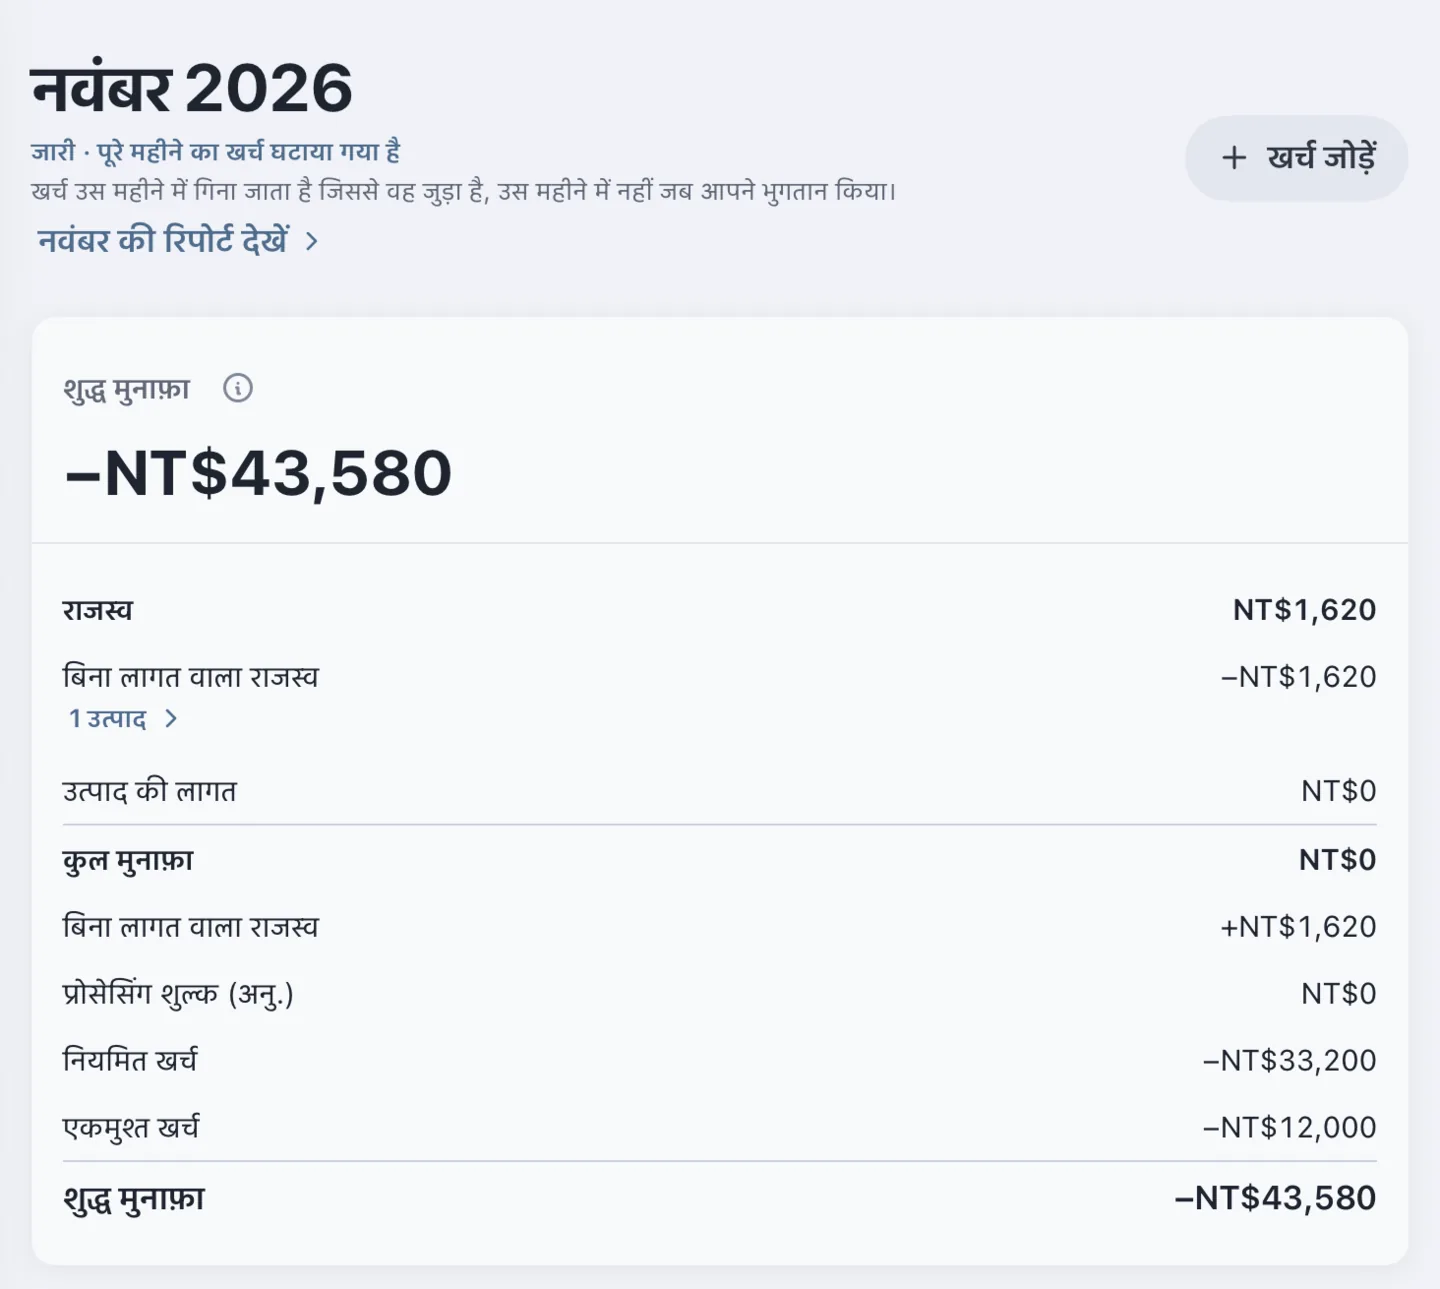 नवंबर 2026
जारी · पूरे महीने का खर्च घटाया गया है
खर्च उस महीने में गिना जाता है जिससे वह जुड़ा है, उस महीने में नहीं जब आपने भुगतान किया।
+ खर्च जोड़ें
नवंबर की रिपोर्ट देखें >
शुद्ध मुनाफ़ा
–NT$43,580
राजस्व NT$1,620
बिना लागत वाला राजस्व –NT$1,620
1 उत्पाद >
उत्पाद की लागत NT$0
कुल मुनाफ़ा NT$0
बिना लागत वाला राजस्व +NT$1,620
प्रोसेसिंग शुल्क (अनु.) NT$0
नियमित खर्च –NT$33,200
एकमुश्त खर्च –NT$12,000
शुद्ध मुनाफ़ा –NT$43,580